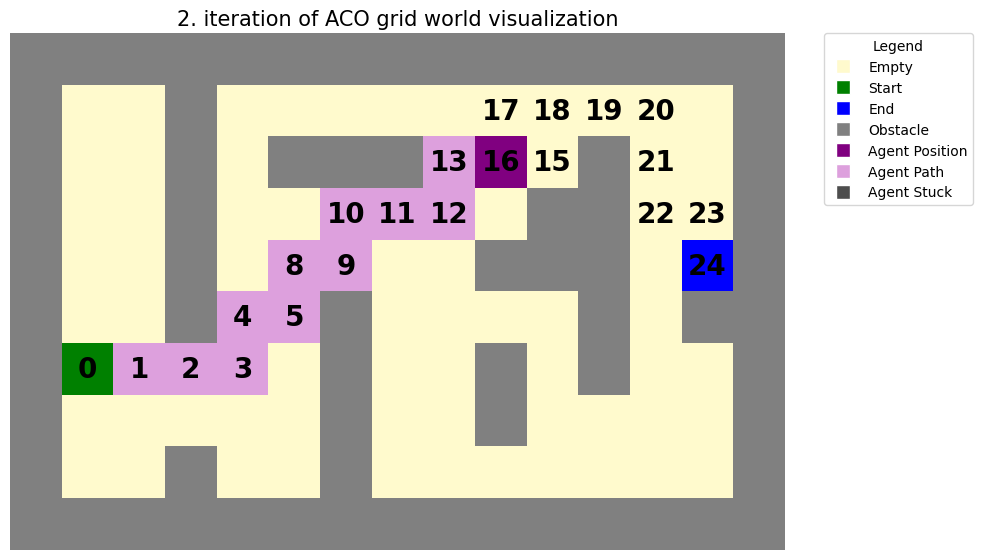 2. iteration of ACO grid world visualization
17 18 19 20
13 16 15 21
10 11 12 22 23
8 9 24
4 5
0 1 2 3
Legend
Empty
Start
End
Obstacle
Agent Position
Agent Path
Agent Stuck